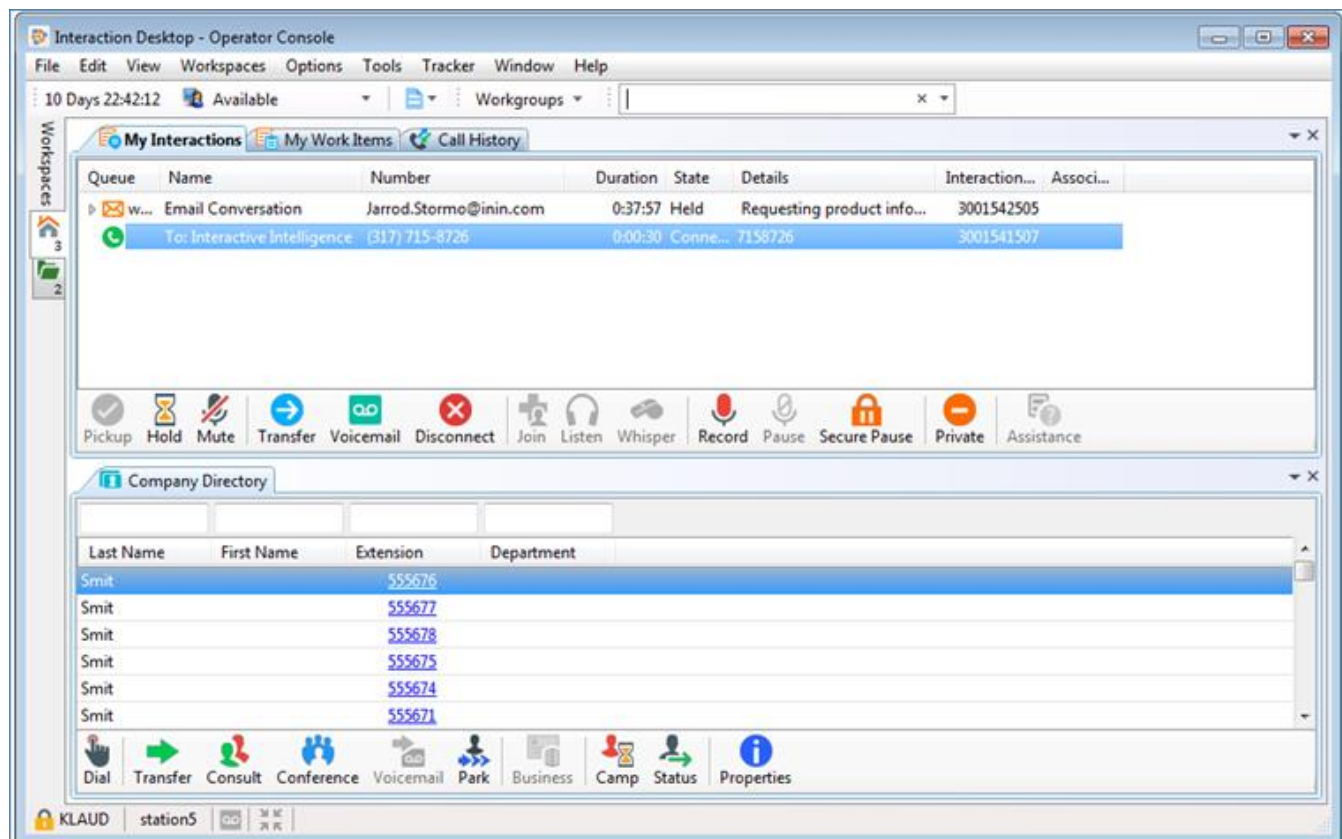 Interaction Desktop - Operator Console
File Edit View Workspaces Options Tools Tracker Window Help
10 Days 22:42:12 Available Workgroups
Workspaces
My Interactions My Work Items Call History
Queue Name Number Duration State Details Interaction... Associ...
w... Email Conversation Jarrod.Stormo@inin.com 0:37:57 Held Requesting product info... 3001542505
To: Interactive Intelligence (317) 715-8726 0:00:30 Conne... 7158726 3001541507
3
2
Pickup Hold Mute Transfer Voicemail Disconnect Join Listen Whisper Record Pause Secure Pause Private Assistance
Company Directory
Last Name First Name Extension Department
Smit 555676
Smit 555677
Smit 555678
Smit 555675
Smit 555674
Smit 555671
Dial Transfer Consult Conference Voicemail Park Business Camp Status Properties
KLAUD station5